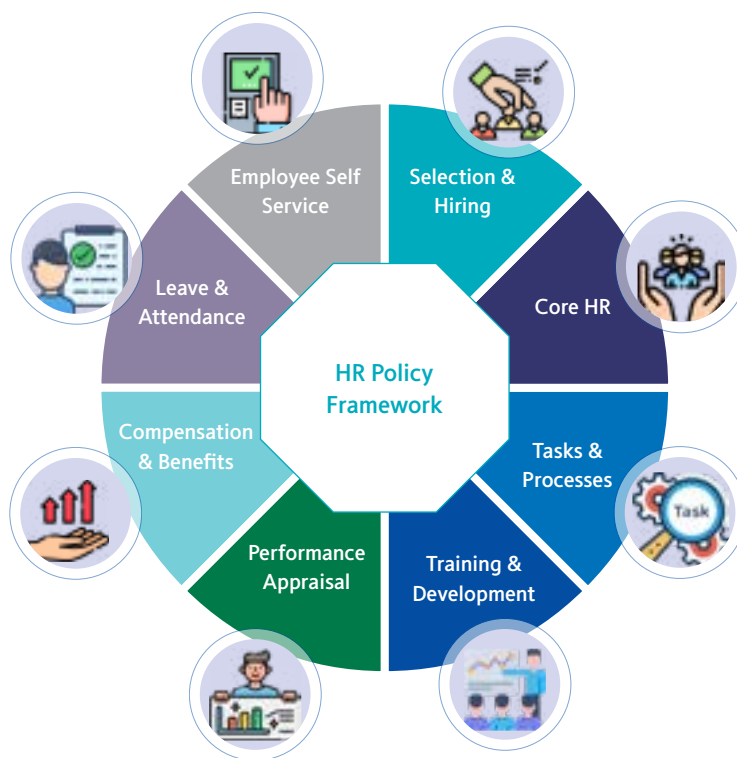 Employee Self
Service
Selection &
Hiring
Leave &
Attendance
Core HR
HR Policy
Framework
Compensation
& Benefits
Tasks &
Processes
Task
Performance
Appraisal
Training &
Development